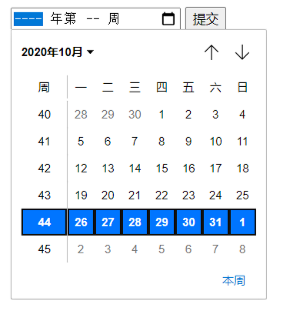 ---- 年第 -- 周 提交
2020年10月
周 一 二 三 四 五 六 日
40 28 29 30 1 2 3 4
41 5 6 7 8 9 10 11
42 12 13 14 15 16 17 18
43 19 20 21 22 23 24 25
44 26 27 28 29 30 31 1
45 2 3 4 5 6 7 8
本周